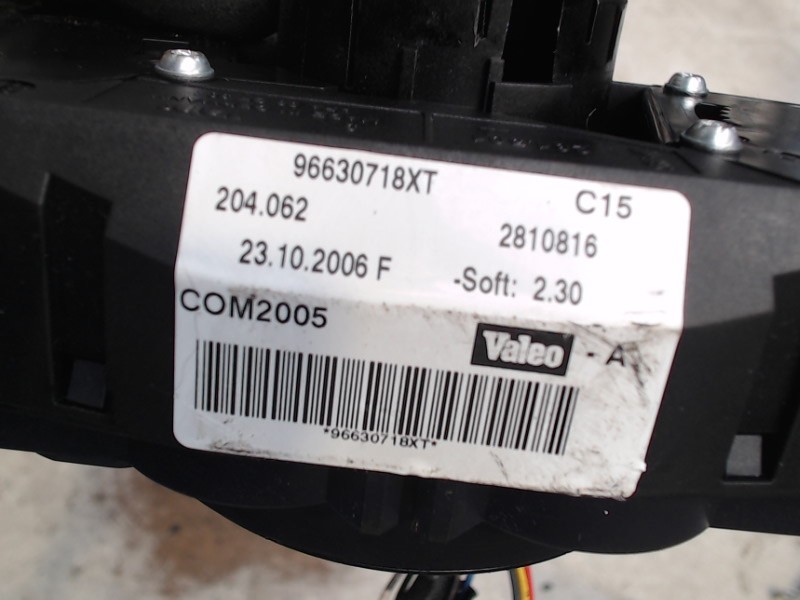 96630718XT
C15
204.062
2810816
23.10.2006 F
-Soft: 2.30
COM2005
Valeo - A
*96630718XT*